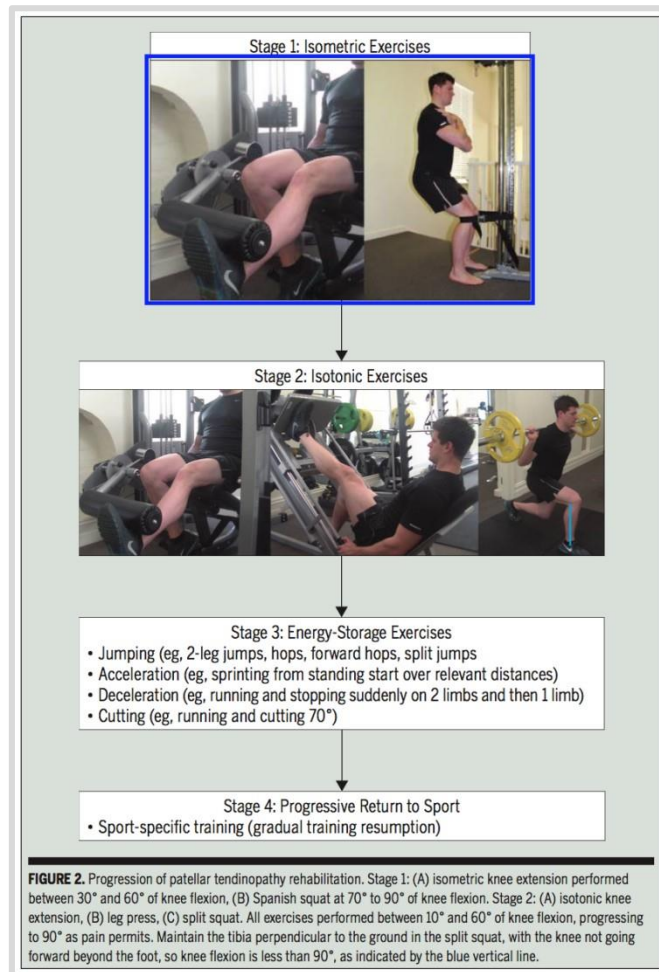 Stage 1: Isometric Exercises
Stage 2: Isotonic Exercises
B
Stage 3: Energy-Storage Exercises
• Jumping (eg, 2-leg jumps, hops, forward hops, split jumps
• Acceleration (eg, sprinting from standing start over relevant distances)
• Deceleration (eg, running and stopping suddenly on 2 limbs and then 1 limb)
• Cutting (eg, running and cutting 70°)
Stage 4: Progressive Return to Sport
• Sport-specific training (gradual training resumption)
FIGURE 2. Progression of patellar tendinopathy rehabilitation. Stage 1: (A) isometric knee extension performed
between 30° and 60° of knee flexion, (B) Spanish squat at 70° to 90° of knee flexion. Stage 2: (A) isotonic knee
extension, (B) leg press, (C) split squat. All exercises performed between 10° and 60° of knee flexion, progressing
to 90° as pain permits. Maintain the tibia perpendicular to the ground in the split squat, with the knee not going
forward beyond the foot, so knee flexion is less than 90°, as indicated by the blue vertical line.